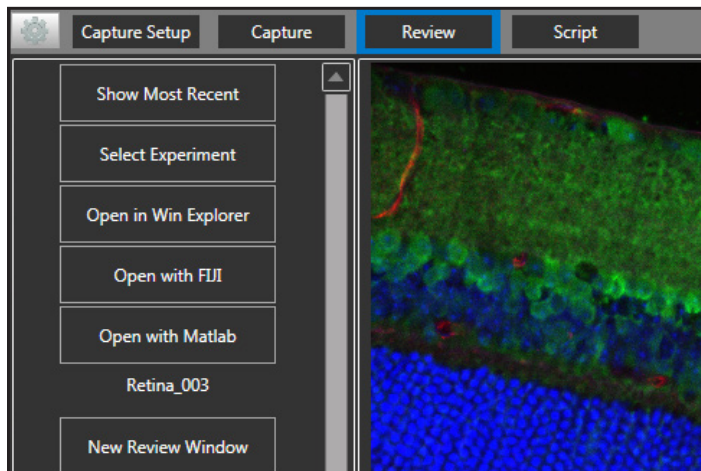 Capture Setup
Capture
Review
Script
Show Most Recent
Select Experiment
Open in Win Explorer
Open with FIJI
Open with Matlab
Retina_003
New Review Window